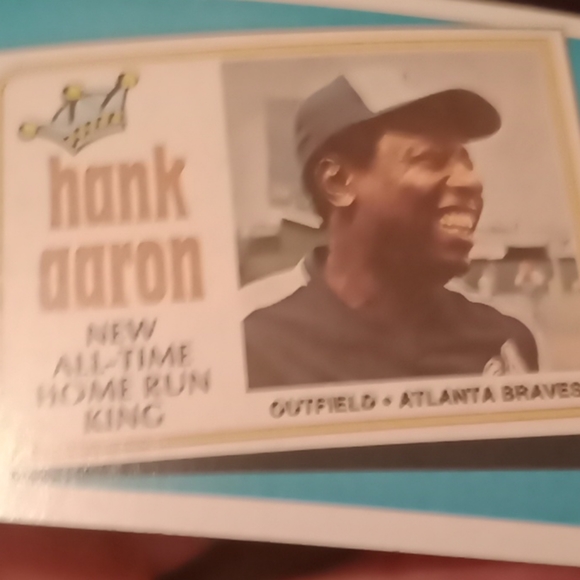 hank
aaron
NEW
ALL-TIME
HOME RUN
KING
OUTFIELD • ATLANTA BRAVES